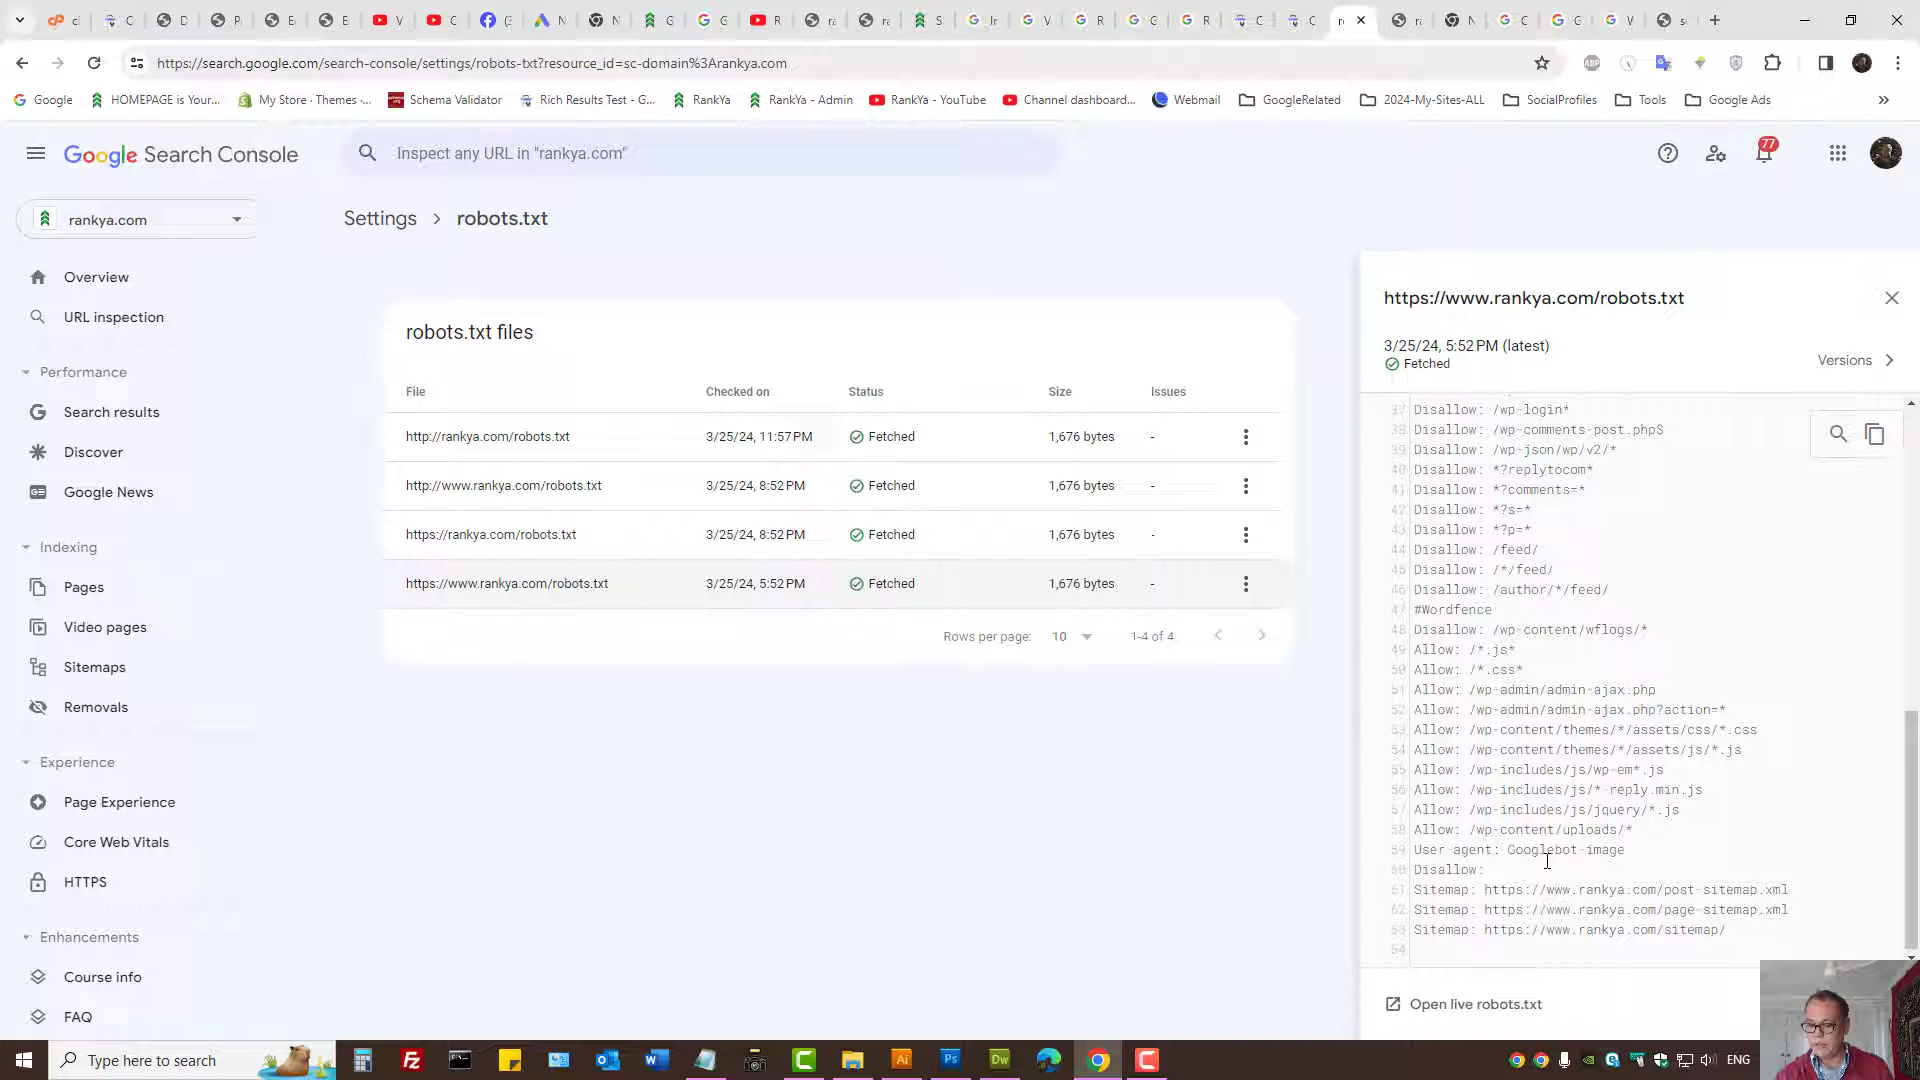 https://search.google.com/search-console/settings/robots-txt?resource_id=sc-domain%3Arankya.com
Google
HOMEPAGE is Your...
My Store · Themes ·...
Schema Validator
Rich Results Test - G...
RankYa
RankYa - Admin
RankYa - YouTube
Channel dashboard...
Webmail
GoogleRelated
2024-My-Sites-ALL
SocialProfiles
Tools
Google Ads
Google Search Console
Inspect any URL in "rankya.com"
77
rankya.com
Settings > robots.txt
Overview
URL inspection
Performance
Search results
Discover
Google News
Indexing
Pages
Video pages
Sitemaps
Removals
Experience
Page Experience
Core Web Vitals
HTTPS
Enhancements
Course info
FAQ
robots.txt files
File Checked on Status Size Issues
http://rankya.com/robots.txt 3/25/24, 11:57 PM Fetched 1,676 bytes -
http://www.rankya.com/robots.txt 3/25/24, 8:52 PM Fetched 1,676 bytes -
https://rankya.com/robots.txt 3/25/24, 8:52 PM Fetched 1,676 bytes -
https://www.rankya.com/robots.txt 3/25/24, 5:52 PM Fetched 1,676 bytes -
Rows per page: 10 1-4 of 4
https://www.rankya.com/robots.txt
3/25/24, 5:52 PM (latest)
Fetched
Versions
37 Disallow: /wp-login*
38 Disallow: /wp-comments-post.php$
39 Disallow: /wp-json/wp/v2/*
40 Disallow: *?replytocom*
41 Disallow: *?comments=*
42 Disallow: *?s=*
43 Disallow: *?p=*
44 Disallow: /feed/
45 Disallow: /*/feed/
46 Disallow: /author/*/feed/
47 #Wordfence
48 Disallow: /wp-content/wflogs/*
49 Allow: /*.js*
50 Allow: /*.css*
51 Allow: /wp-admin/admin-ajax.php
52 Allow: /wp-admin/admin-ajax.php?action=*
53 Allow: /wp-content/themes/*/assets/css/*.css
54 Allow: /wp-content/themes/*/assets/js/*.js
55 Allow: /wp-includes/js/wp-em*.js
56 Allow: /wp-includes/js/*-reply.min.js
57 Allow: /wp-includes/js/jquery/*.js
58 Allow: /wp-content/uploads/*
59 User-agent: Googlebot-image
60 Disallow:
61 Sitemap: https://www.rankya.com/post-sitemap.xml
62 Sitemap: https://www.rankya.com/page-sitemap.xml
63 Sitemap: https://www.rankya.com/sitemap/
64
Open live robots.txt
Type here to search
ENG